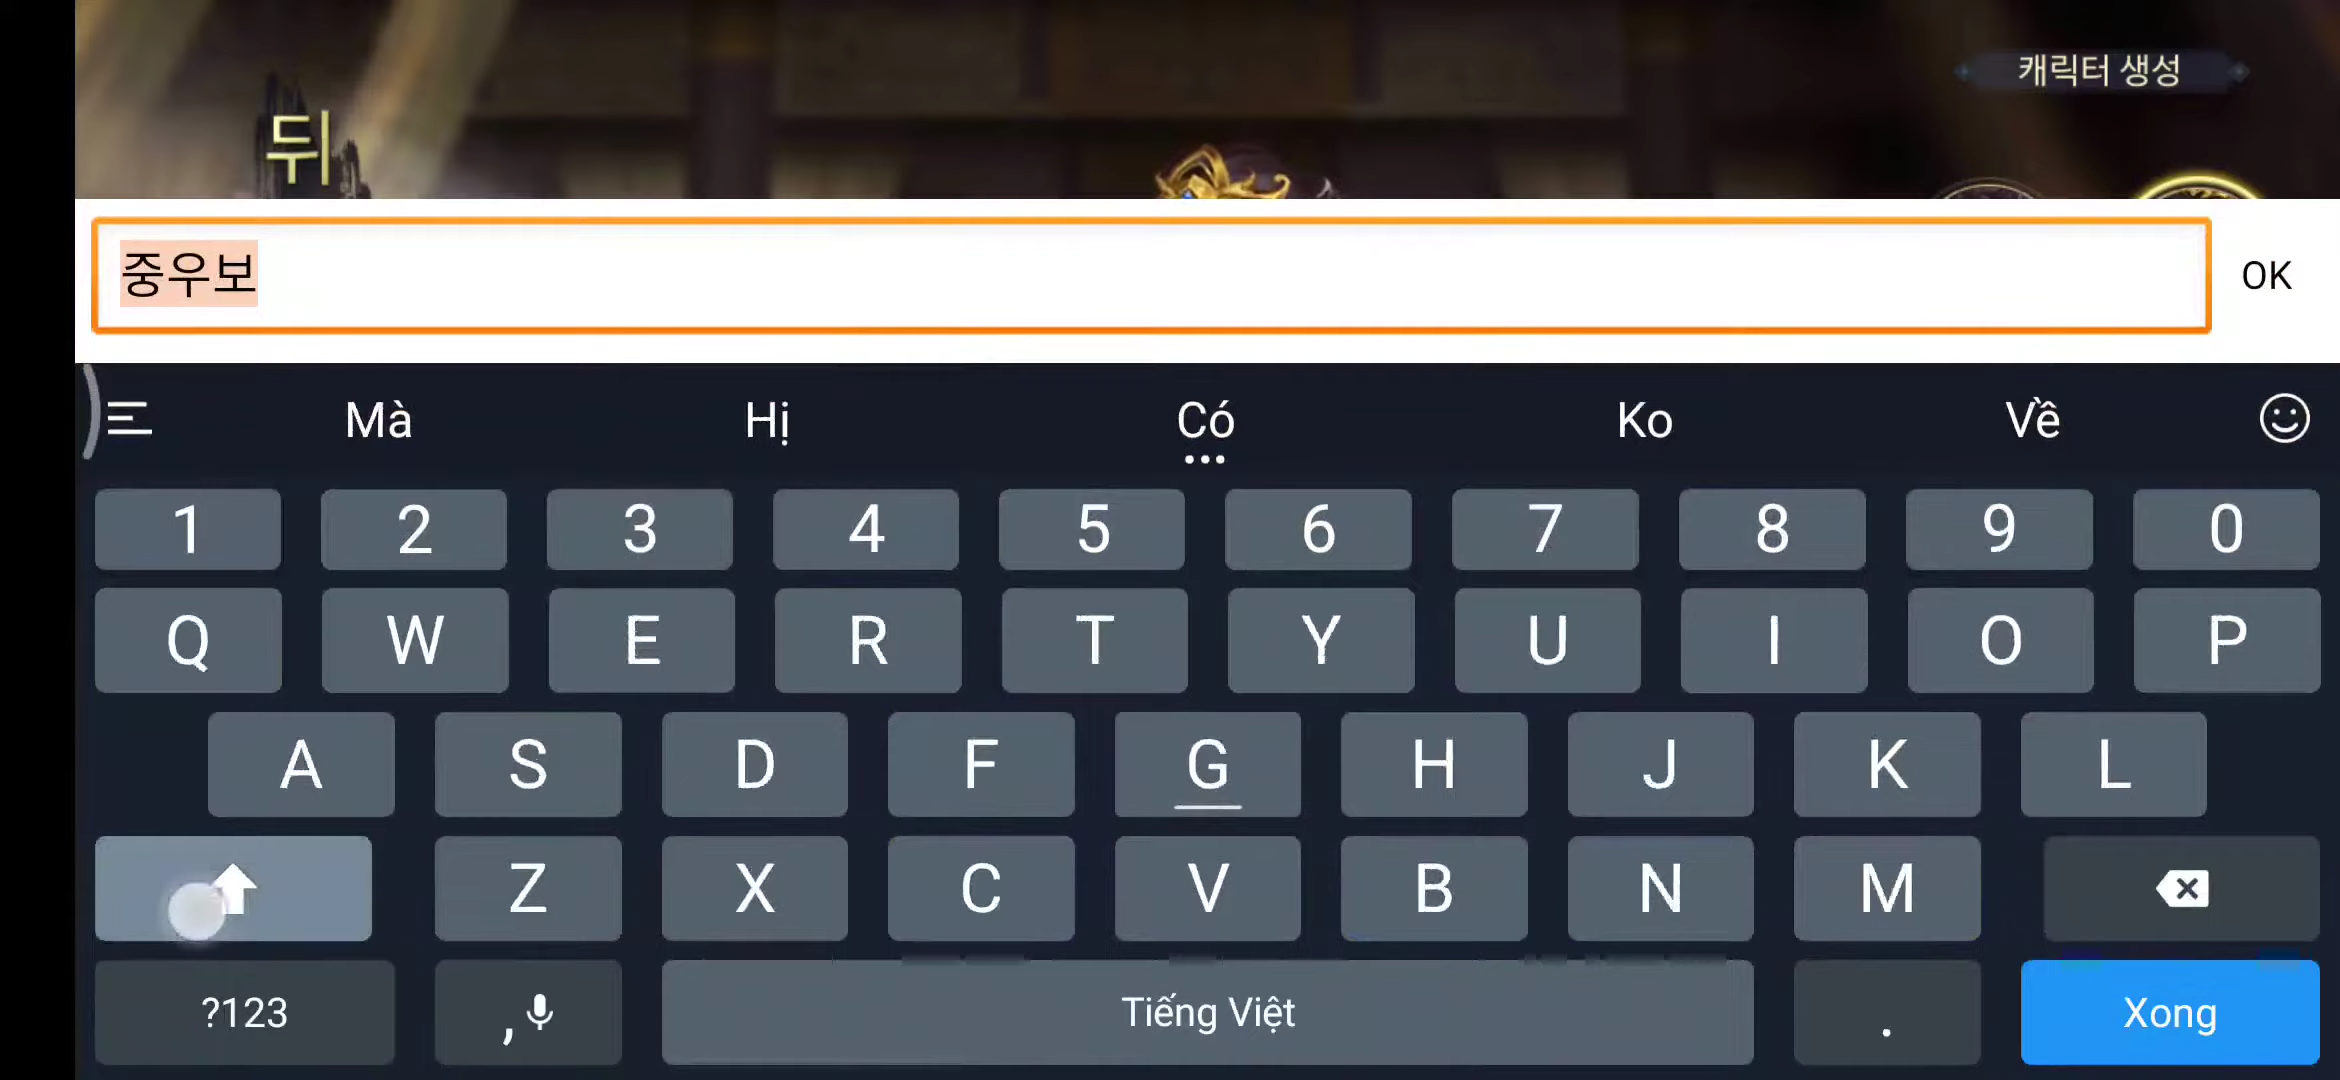 캐릭터 생성
뒤
중우보
OK
Mà Hị Có Ko Về
1 2 3 4 5 6 7 8 9 0
Q W E R T Y U I O P
A S D F G H J K L
Z X C V B N M
?123 , Tiếng Việt . Xong